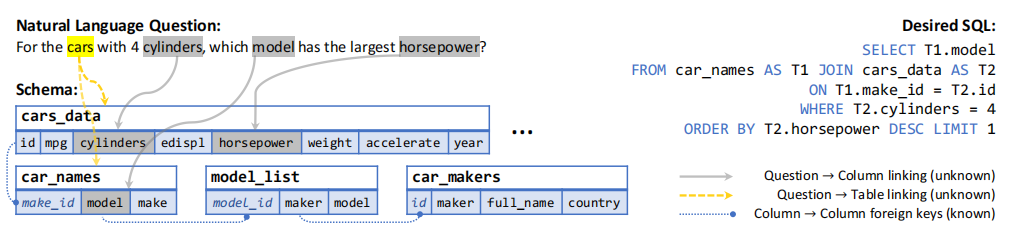 Natural Language Question:
For the cars with 4 cylinders, which model has the largest horsepower?
Schema:
cars_data
id mpg cylinders edispl horsepower weight accelerate year
...
car_names
make_id model make
model_list
model_id maker model
car_makers
id maker full_name country
Desired SQL:
SELECT T1.model
FROM car_names AS T1 JOIN cars_data AS T2
ON T1.make_id = T2.id
WHERE T2.cylinders = 4
ORDER BY T2.horsepower DESC LIMIT 1
Question → Column linking (unknown)
Question → Table linking (unknown)
Column → Column foreign keys (known)